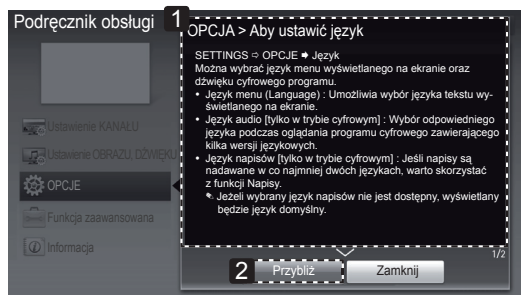 Podręcznik obsługi
1
OPCJA > Aby ustawić język
SETTINGS ⇨ OPCJE ➡ Język
Można wybrać język menu wyświetlanego na ekranie oraz
dźwięku cyfrowego programu.
• Język menu (Language) : Umożliwia wybór języka tekstu wy-
świetlanego na ekranie.
• Język audio [tylko w trybie cyfrowym] : Wybór odpowiedniego
języka podczas oglądania programu cyfrowego zawierającego
kilka wersji językowych.
• Język napisów [tylko w trybie cyfrowym] : Jeśli napisy są
nadawane w co najmniej dwóch językach, warto skorzystać
z funkcji Napisy.
Jeżeli wybrany język napisów nie jest dostępny, wyświetlany
będzie język domyślny.
Ustawienie KANAŁU
Ustawienie OBRAZU, DŹWIĘKU
OPCJE
Funkcja zaawansowana
Informacja
1/2
2
Przybliż
Zamknij